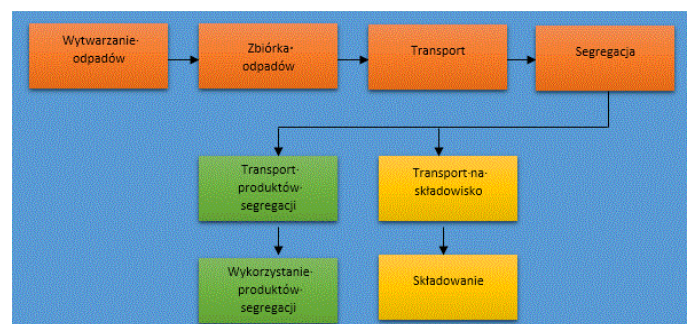 Wytwarzanie·
odpadów
Zbiórka·
odpadów
Transport
Segregacja
Transport·
produktów·
segregacji
Transport·na·
składowisko
Wykorzystanie·
produktów·
segregacji
Składowanie